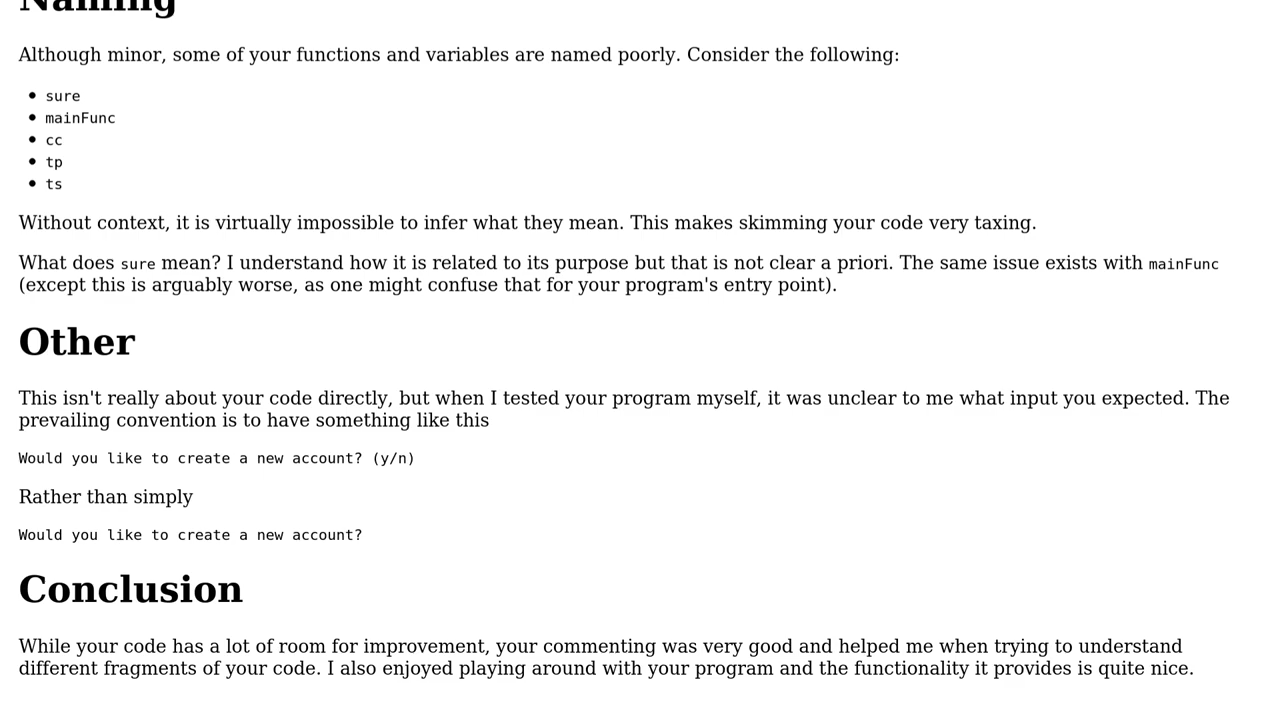 Naming
Although minor, some of your functions and variables are named poorly. Consider the following:
• sure
• mainFunc
• cc
• tp
• ts
Without context, it is virtually impossible to infer what they mean. This makes skimming your code very taxing.
What does sure mean? I understand how it is related to its purpose but that is not clear a priori. The same issue exists with mainFunc
(except this is arguably worse, as one might confuse that for your program's entry point).
Other
This isn't really about your code directly, but when I tested your program myself, it was unclear to me what input you expected. The
prevailing convention is to have something like this
Would you like to create a new account? (y/n)
Rather than simply
Would you like to create a new account?
Conclusion
While your code has a lot of room for improvement, your commenting was very good and helped me when trying to understand
different fragments of your code. I also enjoyed playing around with your program and the functionality it provides is quite nice.